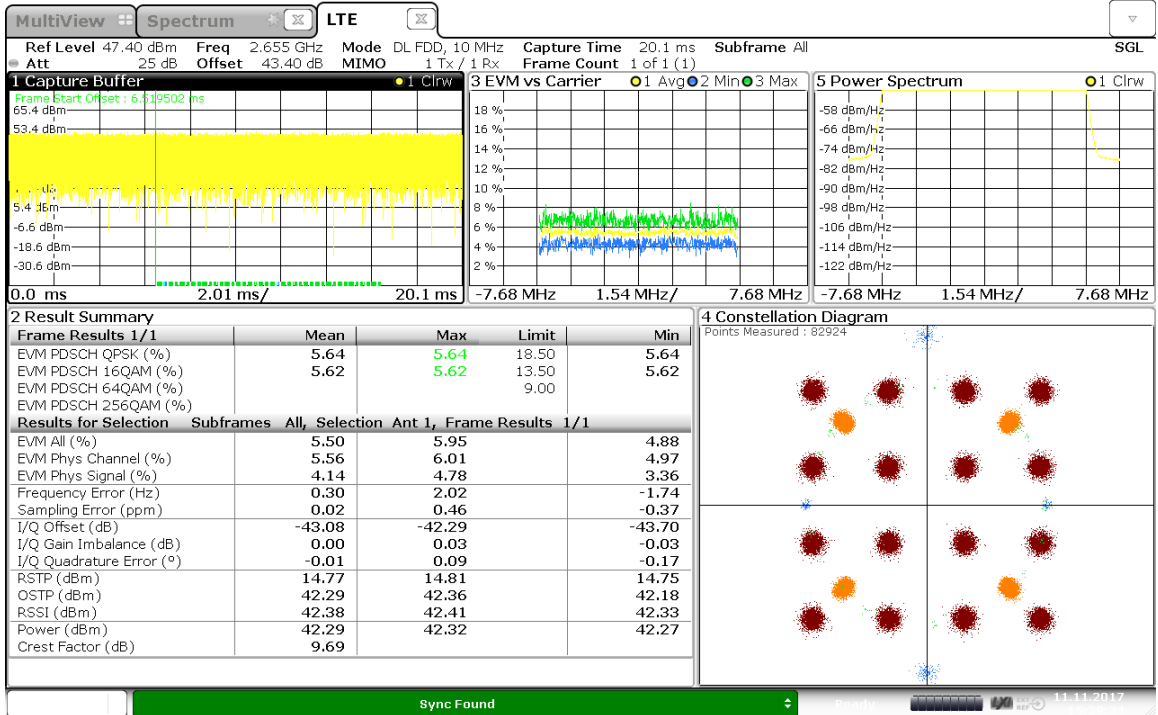 MultiView Spectrum LTE
Ref Level 47.40 dBm Freq 2.655 GHz Mode DL FDD, 10 MHz Capture Time 20.1 ms Subframe All SGL
Att 25 dB Offset 43.40 dB MIMO 1 Tx / 1 Rx Frame Count 1 of 1 (1)
1 Capture Buffer 1 Clrw
Frame Start Offset : 6.519502 ms
65.4 dBm
53.4 dBm
5.4 dBm
-6.6 dBm
-18.6 dBm
-30.6 dBm
0.0 ms 2.01 ms/ 20.1 ms
3 EVM vs Carrier 1 Avg 2 Min 3 Max
18 %
16 %
14 %
12 %
10 %
8 %
6 %
4 %
2 %
-7.68 MHz 1.54 MHz/ 7.68 MHz
5 Power Spectrum 1 Clrw
-58 dBm/Hz
-66 dBm/Hz
-74 dBm/Hz
-82 dBm/Hz
-90 dBm/Hz
-98 dBm/Hz
-106 dBm/Hz
-114 dBm/Hz
-122 dBm/Hz
-7.68 MHz 1.54 MHz/ 7.68 MHz
2 Result Summary
Frame Results 1/1 Mean Max Limit Min
EVM PDSCH QPSK (%) 5.64 5.64 18.50 5.64
EVM PDSCH 16QAM (%) 5.62 5.62 13.50 5.62
EVM PDSCH 64QAM (%) 9.00
EVM PDSCH 256QAM (%)
Results for Selection Subframes All, Selection Ant 1, Frame Results 1/1
EVM All (%) 5.50 5.95 4.88
EVM Phys Channel (%) 5.56 6.01 4.97
EVM Phys Signal (%) 4.14 4.78 3.36
Frequency Error (Hz) 0.30 2.02 -1.74
Sampling Error (ppm) 0.02 0.46 -0.37
I/Q Offset (dB) -43.08 -42.29 -43.70
I/Q Gain Imbalance (dB) 0.00 0.03 -0.03
I/Q Quadrature Error (º) -0.01 0.09 -0.17
RSTP (dBm) 14.77 14.81 14.75
OSTP (dBm) 42.29 42.36 42.18
RSSI (dBm) 42.38 42.41 42.33
Power (dBm) 42.29 42.32 42.27
Crest Factor (dB) 9.69
4 Constellation Diagram
Points Measured : 82924
Sync Found
Ready
LXI
EXT
REF
11.11.2017